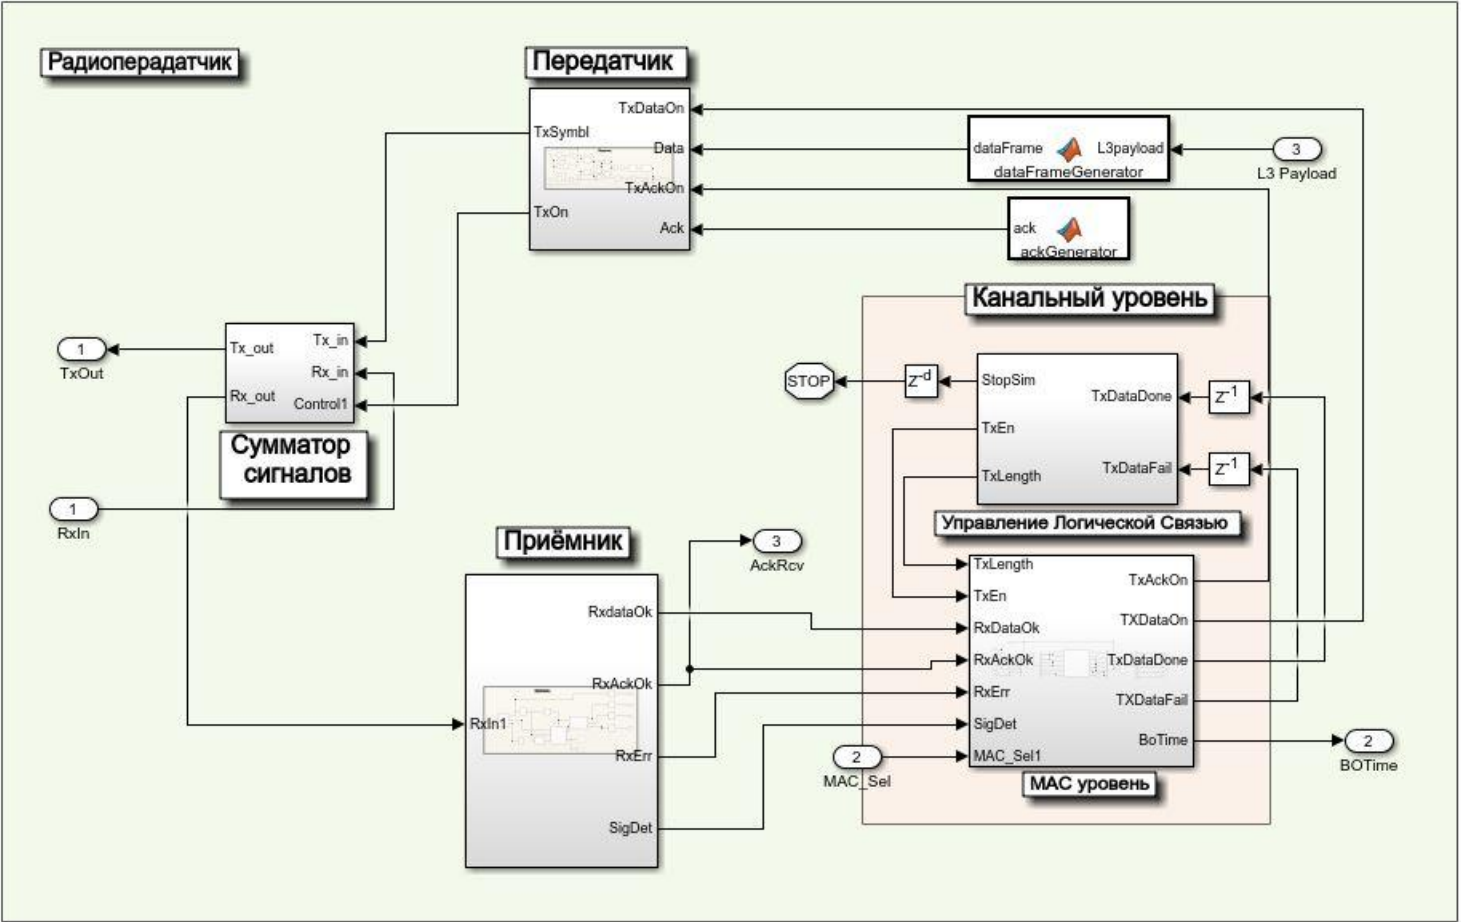 Радиоперадатчик
Передатчик
TxDataOn
TxSymbl
Data
TxAckOn
TxOn
Ack
dataFrame
L3payload
dataFrameGenerator
3
L3 Payload
ack
ackGenerator
Канальный уровень
1
TxOut
Tx_out
Tx_in
Rx_in
Rx_out
Control1
Сумматор
сигналов
1
RxIn
STOP
Z-d
StopSim
TxDataDone
Z-1
TxEn
TxDataFail
Z-1
TxLength
Управление Логической Связью
Приёмник
3
AckRcv
RxdataOk
RxAckOk
RxIn1
RxErr
SigDet
TxLength
TxAckOn
TxEn
TXDataOn
RxDataOk
RxAckOk
TxDataDone
RxErr
TXDataFail
SigDet
BoTime
MAC_Sel1
2
MAC_Sel
МАС уровень
2
BOTime